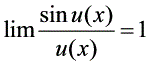 lim sin u(x) / u(x) = 1